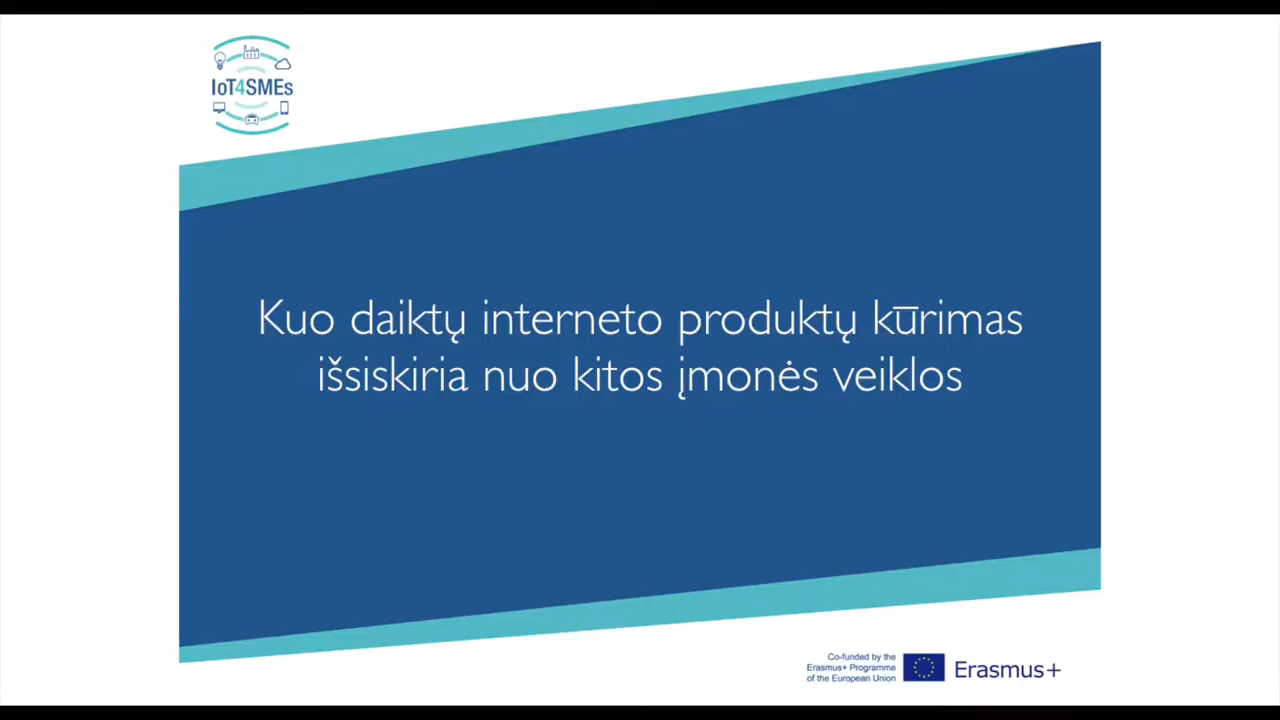 IoT4SMEs
Kuo daiktų interneto produktų kūrimas
išsiskiria nuo kitos įmonės veiklos
Co-funded by the
Erasmus+ Programme
of the European Union
Erasmus+